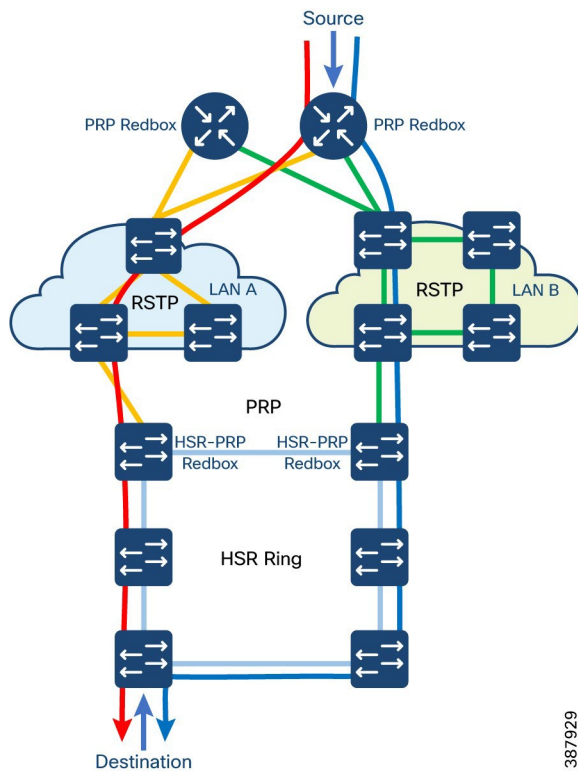 Source
PRP Redbox
PRP Redbox
RSTP
LAN A
RSTP
LAN B
PRP
HSR-PRP
Redbox
HSR-PRP
Redbox
HSR Ring
Destination
387929